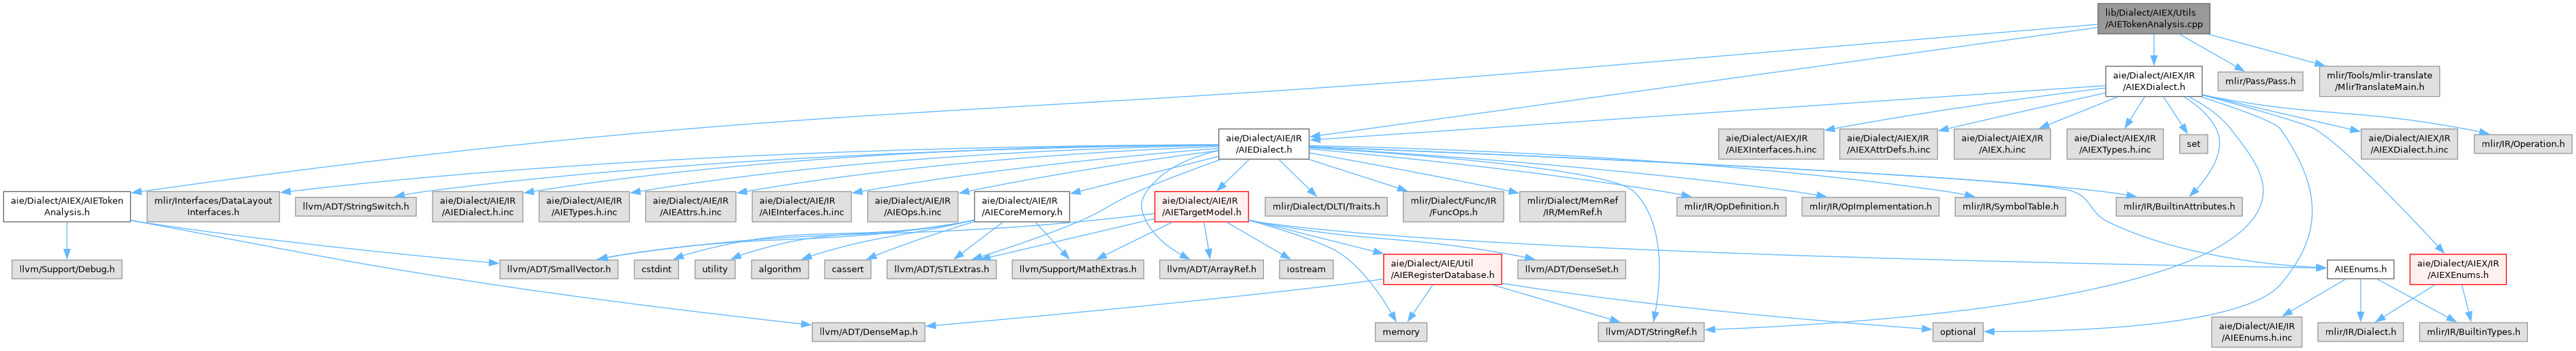 lib/Dialect/AIEX/Utils
/AIETokenAnalysis.cpp
aie/Dialect/AIEX/IR
/AIEXDialect.h
mlir/Pass/Pass.h
mlir/Tools/mlir-translate
/MlirTranslateMain.h
aie/Dialect/AIE/IR
/AIEDialect.h
aie/Dialect/AIEX/IR
/AIEXInterfaces.h.inc
aie/Dialect/AIEX/IR
/AIEXAttrDefs.h.inc
aie/Dialect/AIEX/IR
/AIEX.h.inc
aie/Dialect/AIEX/IR
/AIEXTypes.h.inc
set
aie/Dialect/AIEX/IR
/AIEXDialect.h.inc
mlir/IR/Operation.h
aie/Dialect/AIEX/AIEToken
Analysis.h
mlir/Interfaces/DataLayout
Interfaces.h
llvm/ADT/StringSwitch.h
aie/Dialect/AIE/IR
/AIEDialect.h.inc
aie/Dialect/AIE/IR
/AIETypes.h.inc
aie/Dialect/AIE/IR
/AIEAttrs.h.inc
aie/Dialect/AIE/IR
/AIEInterfaces.h.inc
aie/Dialect/AIE/IR
/AIEOps.h.inc
aie/Dialect/AIE/IR
/AIECoreMemory.h
aie/Dialect/AIE/IR
/AIETargetModel.h
mlir/Dialect/DLTI/Traits.h
mlir/Dialect/Func/IR
/FuncOps.h
mlir/Dialect/MemRef
/IR/MemRef.h
mlir/IR/OpDefinition.h
mlir/IR/OpImplementation.h
mlir/IR/SymbolTable.h
mlir/IR/BuiltinAttributes.h
llvm/Support/Debug.h
llvm/ADT/SmallVector.h
cstdint
utility
algorithm
cassert
llvm/ADT/STLExtras.h
llvm/Support/MathExtras.h
llvm/ADT/ArrayRef.h
iostream
aie/Dialect/AIE/Util
/AIERegisterDatabase.h
llvm/ADT/DenseSet.h
AIEEnums.h
aie/Dialect/AIEX/IR
/AIEXEnums.h
llvm/ADT/DenseMap.h
memory
llvm/ADT/StringRef.h
optional
aie/Dialect/AIE/IR
/AIEEnums.h.inc
mlir/IR/Dialect.h
mlir/IR/BuiltinTypes.h